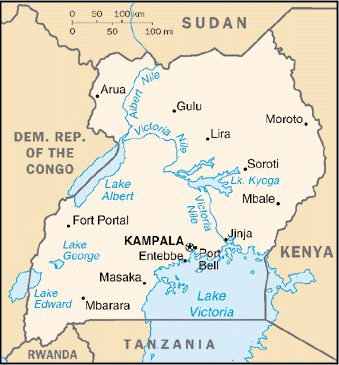 0 50 100 km
0 50 100 mi
SUDAN
Arua
Albert Nile
Gulu
Moroto
Victoria Nile
Lira
DEM. REP.
OF THE
CONGO
Soroti
Lake
Albert
Lk. Kyoga
Mbale
Victoria Nile
Fort Portal
Jinja
KAMPALA
Port
Bell
Entebbe
KENYA
Lake
George
Masaka
Lake
Edward
Mbarara
Lake
Victoria
RWANDA
TANZANIA